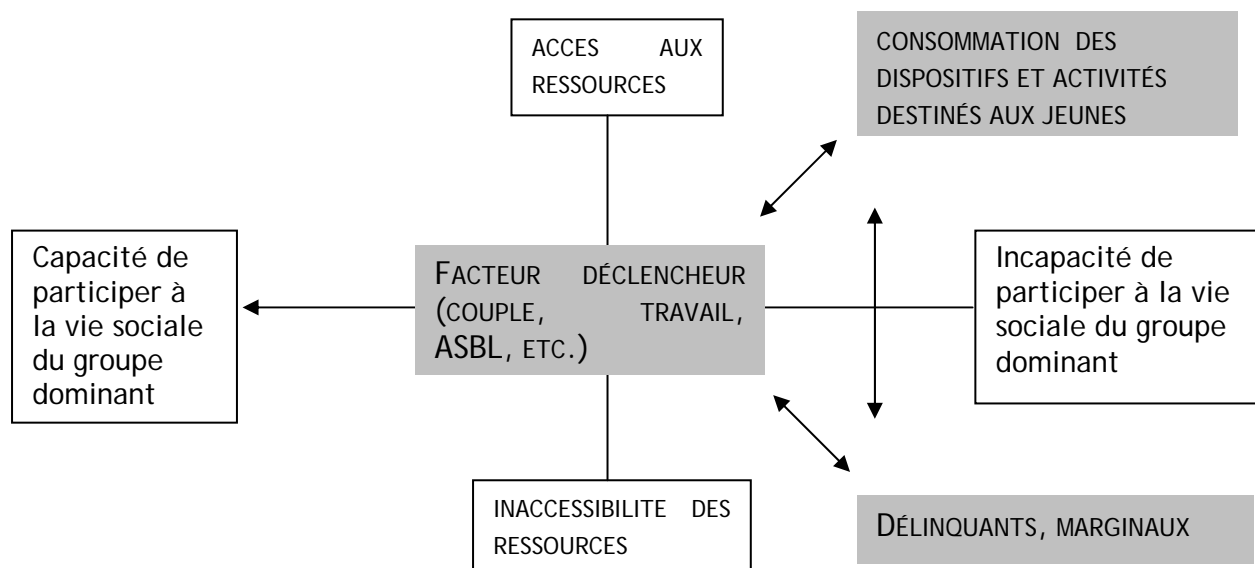 ACCES AUX
RESSOURCES
CONSOMMATION DES
DISPOSITIFS ET ACTIVITÉS
DESTINÉS AUX JEUNES
Capacité de
participer à
la vie sociale
du groupe
dominant
FACTEUR DÉCLENCHEUR
(COUPLE, TRAVAIL,
ASBL, ETC.)
Incapacité de
participer à la vie
sociale du groupe
dominant
INACCESSIBILITE DES
RESSOURCES
DÉLINQUANTS, MARGINAUX